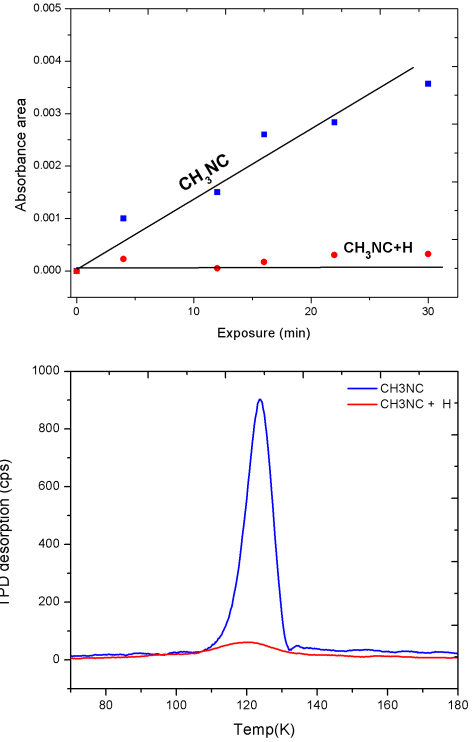 0.005
0.004
0.003
0.002
0.001
0.000
Absorbance area
CH₃NC
CH₃NC+H
0
10
20
30
Exposure (min)
1000
800
600
400
200
0
TPD desorption (cps)
CH3NC
CH3NC + H
80
100
120
140
160
180
Temp(K)